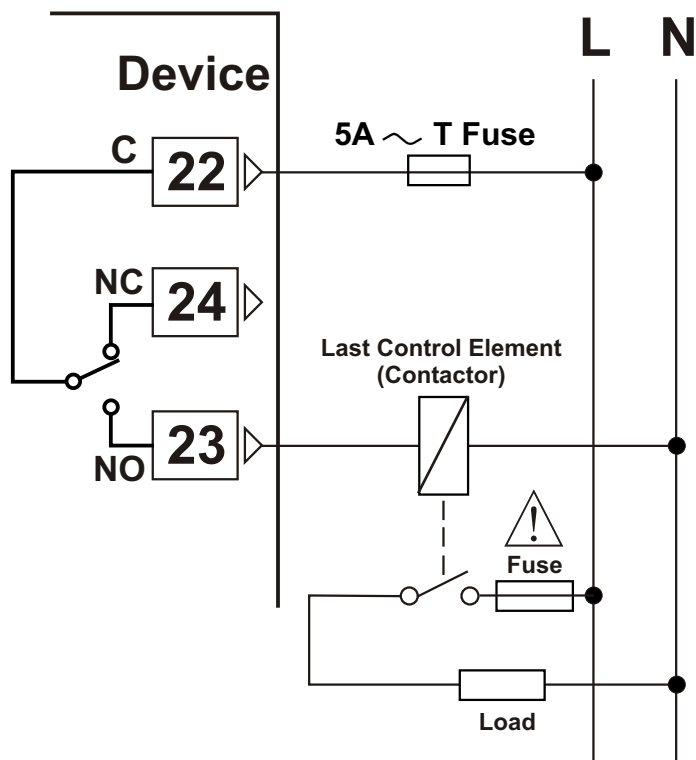 L N
Device
5A ~ T Fuse
C
22
NC
24
Last Control Element
(Contactor)
23
NO
Fuse
Load